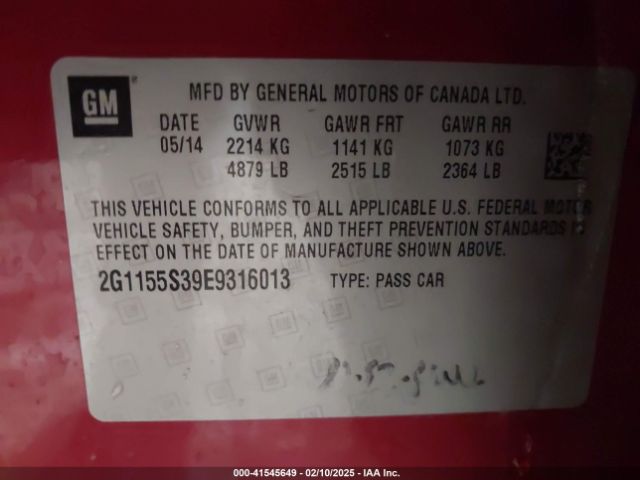 GM
MFD BY GENERAL MOTORS OF CANADA LTD.
DATE GVWR GAWR FRT GAWR RR
05/14 2214 KG 1141 KG 1073 KG
4879 LB 2515 LB 2364 LB
THIS VEHICLE CONFORMS TO ALL APPLICABLE U.S. FEDERAL MOTOR
VEHICLE SAFETY, BUMPER, AND THEFT PREVENTION STANDARDS IN
EFFECT ON THE DATE OF MANUFACTURE SHOWN ABOVE.
2G1155S39E9316013 TYPE: PASS CAR
000-41545649 — 02/10/2025 — IAA Inc.